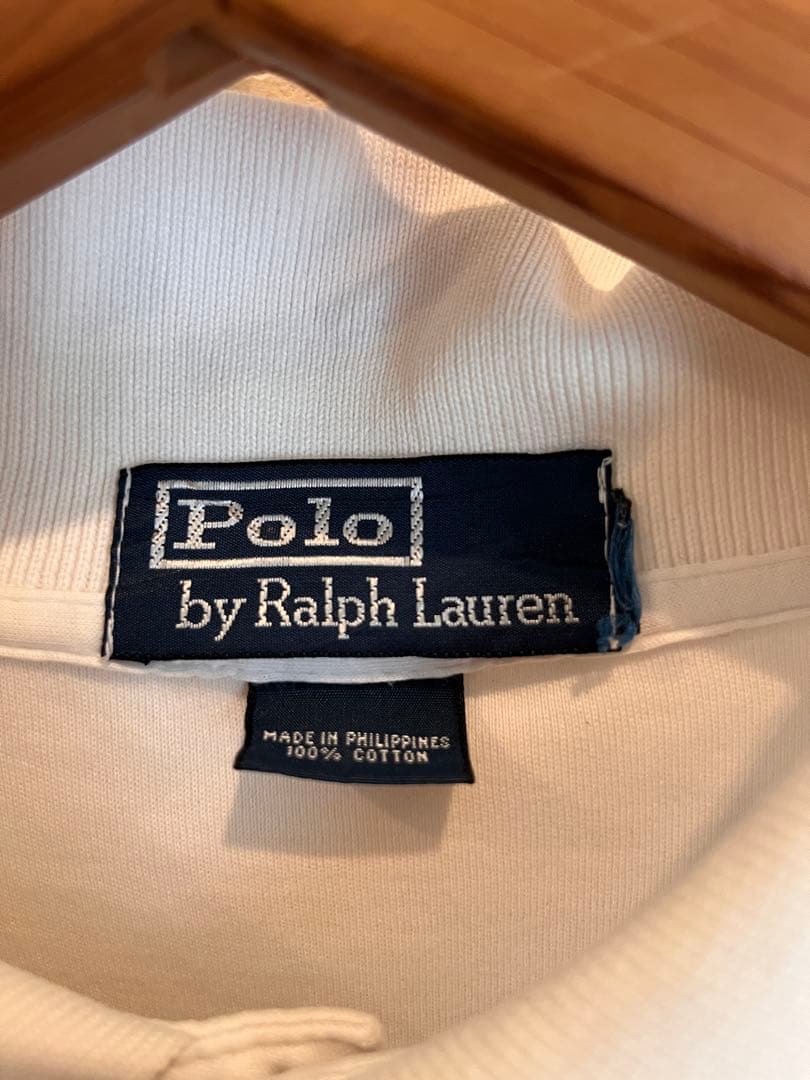 Polo
by Ralph Lauren
MADE IN PHILIPPINES
100% COTTON